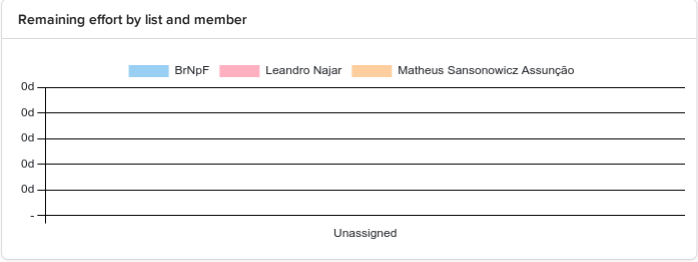 Remaining effort by list and member
BrNpF Leandro Najar Matheus Sansonowicz Assunção
0d
0d
0d
0d
0d
-
Unassigned